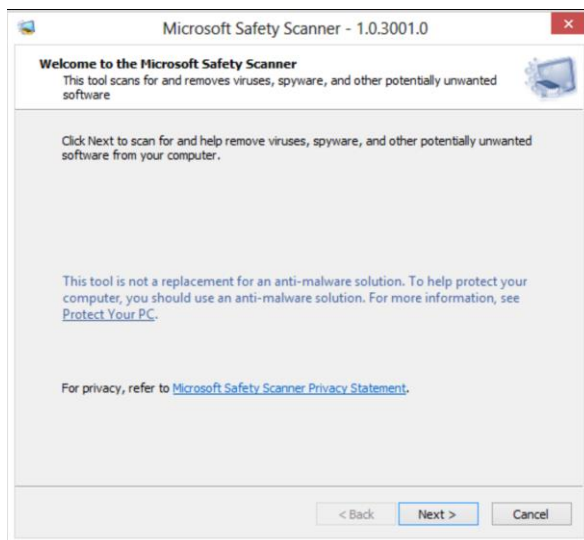 Microsoft Safety Scanner - 1.0.3001.0
Welcome to the Microsoft Safety Scanner
This tool scans for and removes viruses, spyware, and other potentially unwanted
software
Click Next to scan for and help remove viruses, spyware, and other potentially unwanted
software from your computer.
This tool is not a replacement for an anti-malware solution. To help protect your
computer, you should use an anti-malware solution. For more information, see
Protect Your PC.
For privacy, refer to Microsoft Safety Scanner Privacy Statement.
< Back Next > Cancel